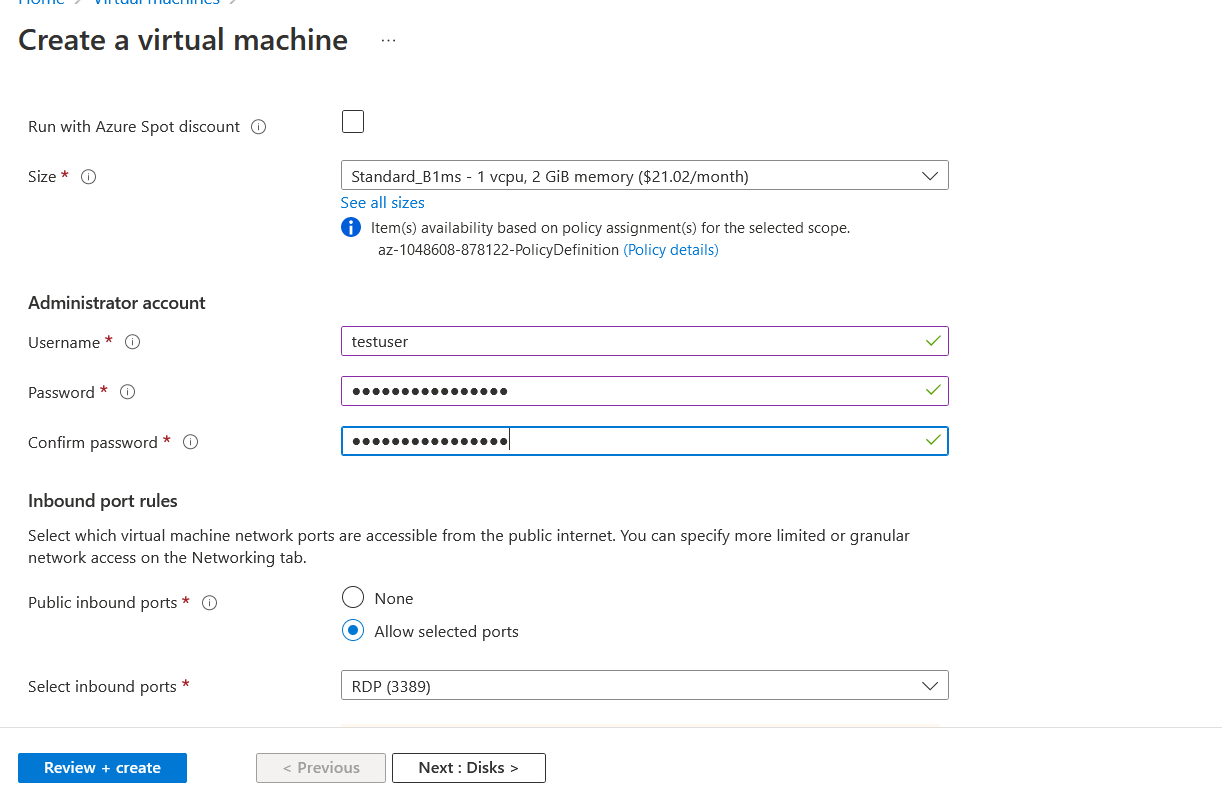 Home > Virtual machines >
Create a virtual machine ...
Run with Azure Spot discount
Size *
Standard_B1ms - 1 vcpu, 2 GiB memory ($21.02/month)
See all sizes
Item(s) availability based on policy assignment(s) for the selected scope.
az-1048608-878122-PolicyDefinition (Policy details)
Administrator account
Username *
testuser
Password *
●●●●●●●●●●●●●●●●
Confirm password *
●●●●●●●●●●●●●●●●
Inbound port rules
Select which virtual machine network ports are accessible from the public internet. You can specify more limited or granular
network access on the Networking tab.
Public inbound ports *
None
Allow selected ports
Select inbound ports *
RDP (3389)
Review + create
< Previous
Next : Disks >